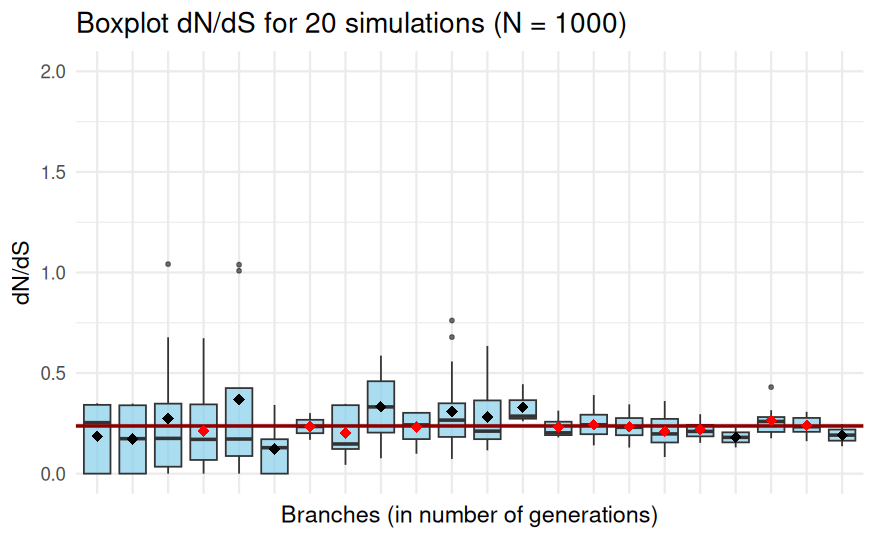 Boxplot dN/dS for 20 simulations (N = 1000)
2.0
1.5
1.0
0.5
0.0
dN/dS
Branches (in number of generations)